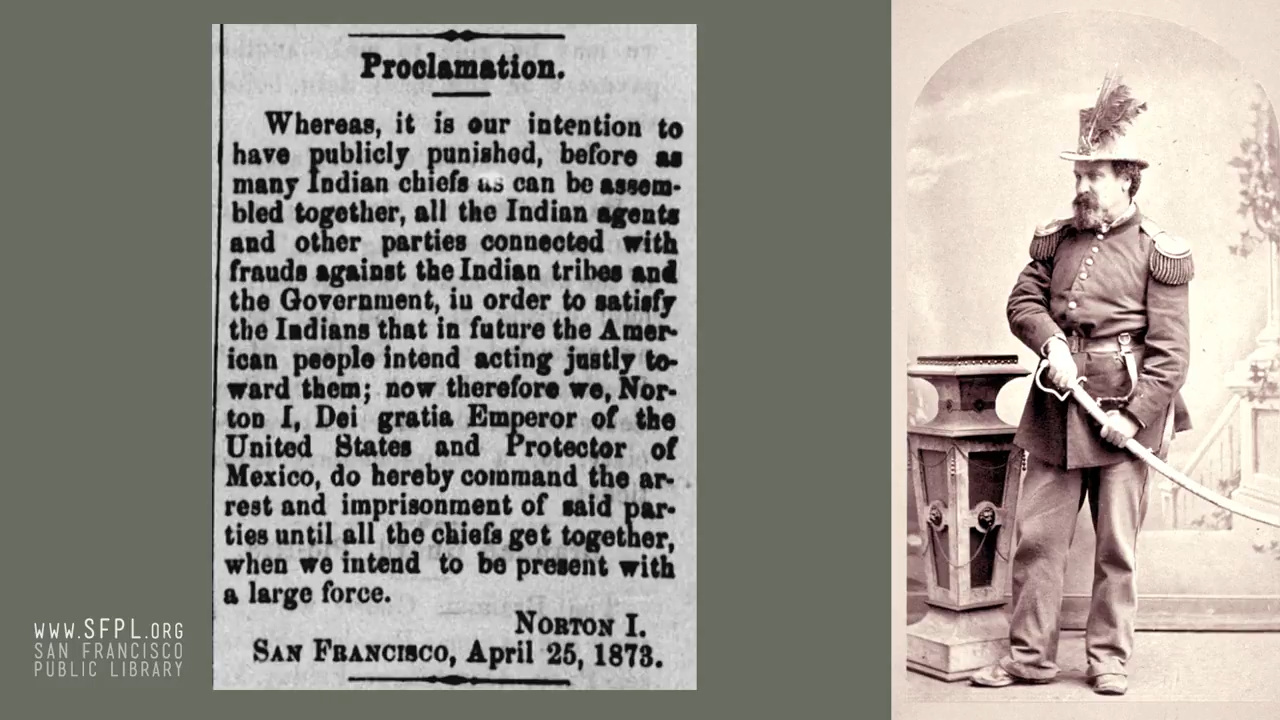 Proclamation.
Whereas, it is our intention to
have publicly punished, before as
many Indian chiefs as can be assem-
bled together, all the Indian agents
and other parties connected with
frauds against the Indian tribes and
the Government, in order to satisfy
the Indians that in future the Amer-
ican people intend acting justly to-
ward them; now therefore we, Nor-
ton I, Dei gratia Emperor of the
United States and Protector of
Mexico, do hereby command the ar-
rest and imprisonment of said par-
ties until all the chiefs get together,
when we intend to be present with
a large force.
NORTON I.
SAN FRANCISCO, April 25, 1873.
WWW.SFPL.ORG
SAN FRANCISCO
PUBLIC LIBRARY